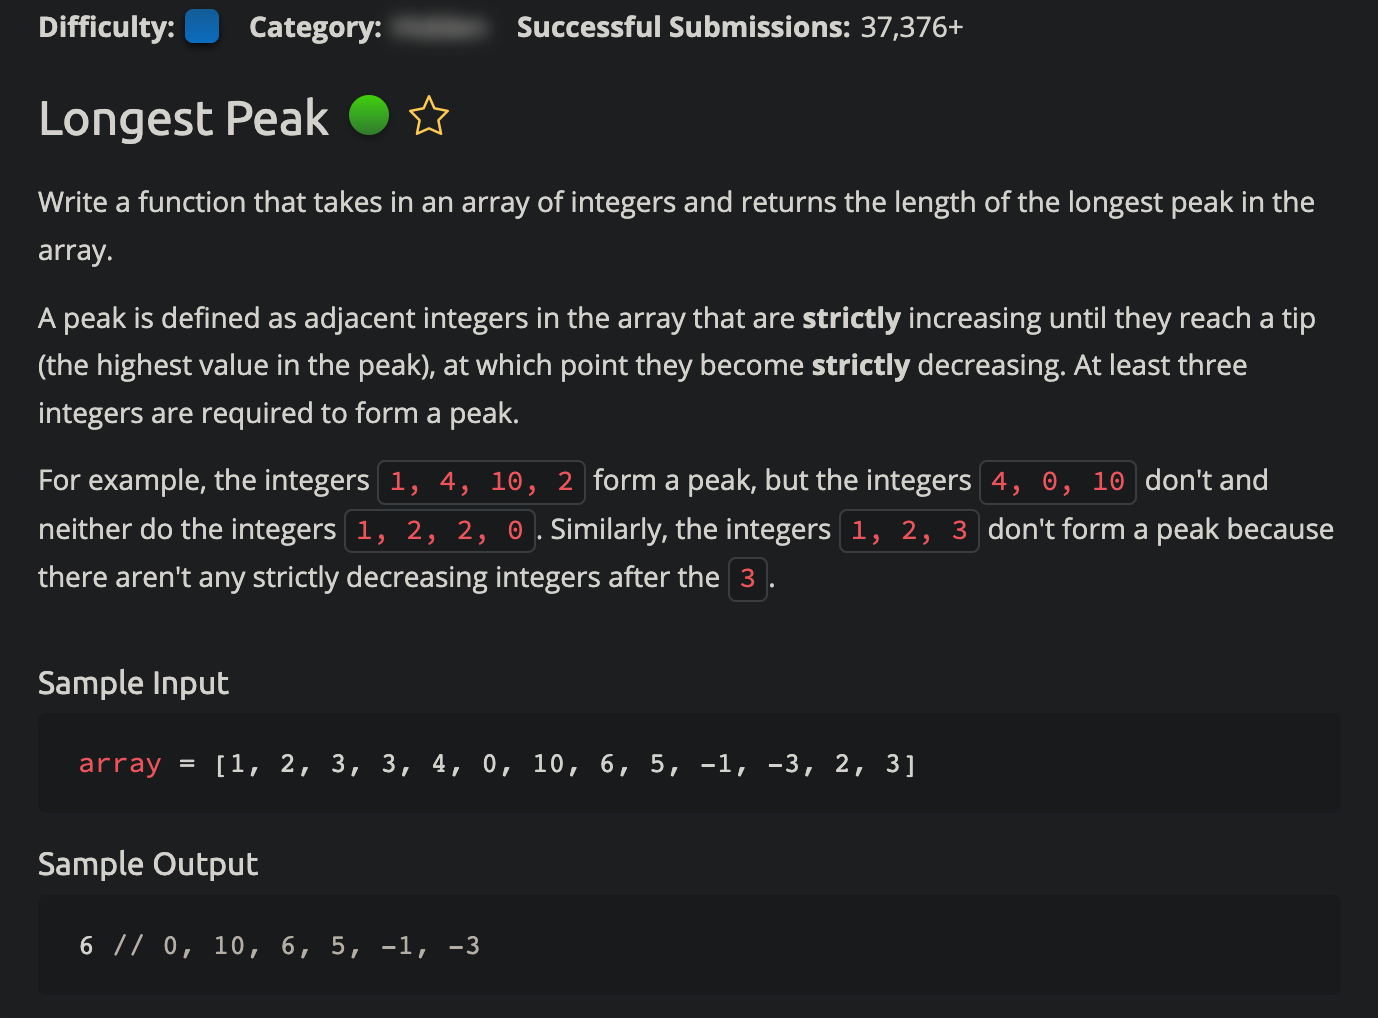 Difficulty: Category: Successful Submissions: 37,376+
Longest Peak
Write a function that takes in an array of integers and returns the length of the longest peak in the
array.
A peak is defined as adjacent integers in the array that are strictly increasing until they reach a tip
(the highest value in the peak), at which point they become strictly decreasing. At least three
integers are required to form a peak.
For example, the integers 1, 4, 10, 2 form a peak, but the integers 4, 0, 10 don't and
neither do the integers 1, 2, 2, 0. Similarly, the integers 1, 2, 3 don't form a peak because
there aren't any strictly decreasing integers after the 3.
Sample Input
array = [1, 2, 3, 3, 4, 0, 10, 6, 5, -1, -3, 2, 3]
Sample Output
6 // 0, 10, 6, 5, -1, -3